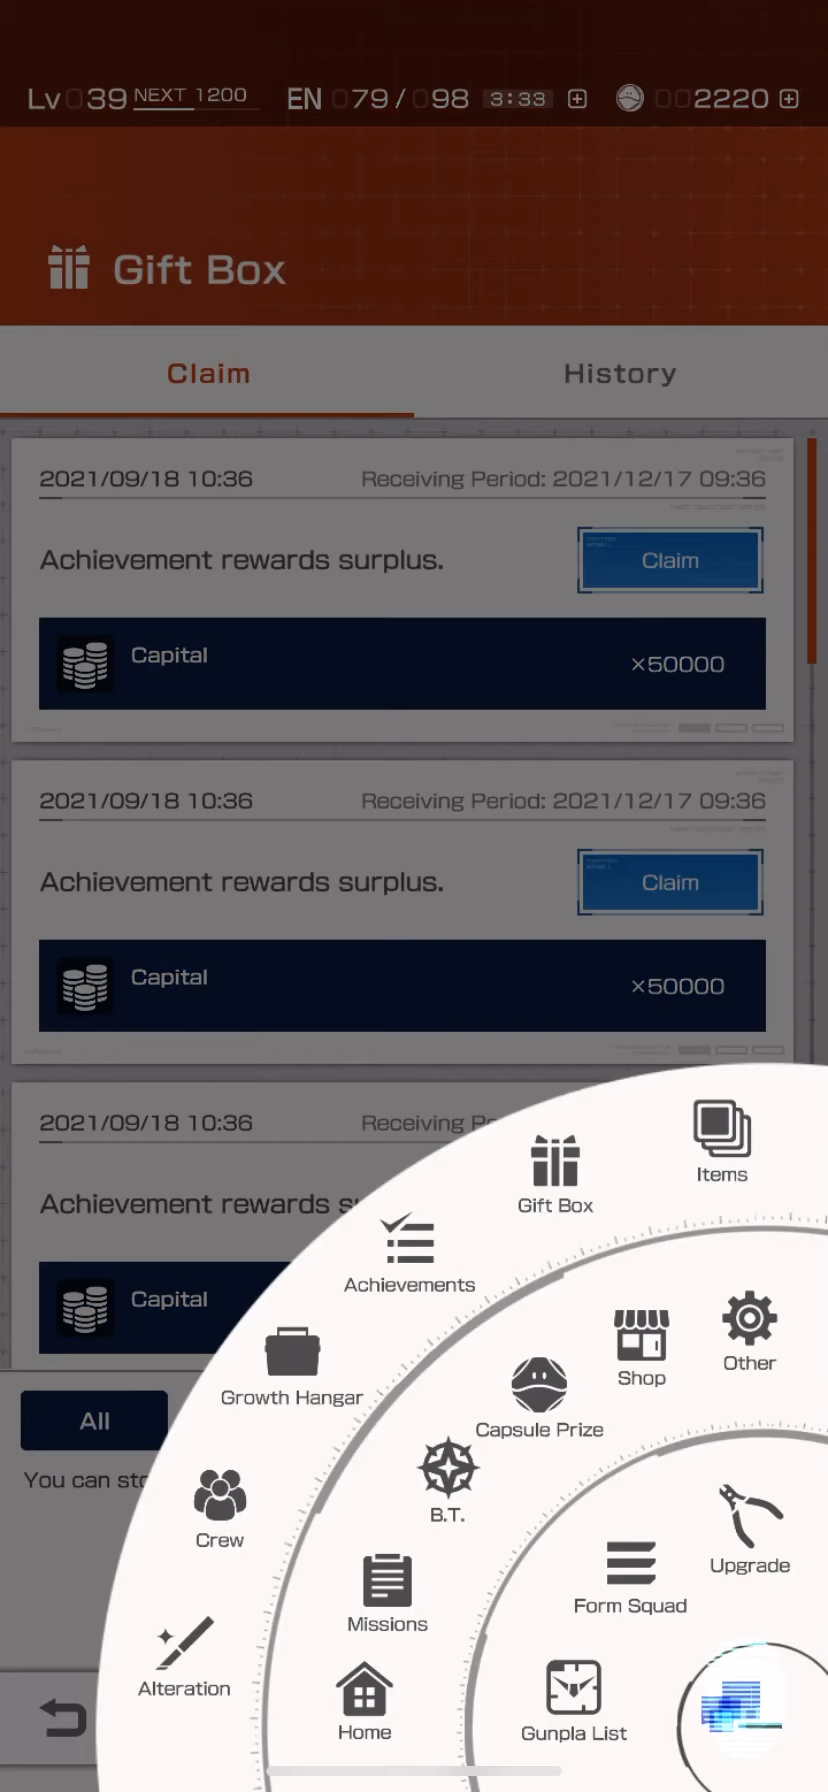 Lv 039 NEXT 1200 EN 079 / 098 3:33 002220
Gift Box
Claim History
2021/09/18 10:36 Receiving Period: 2021/12/17 09:36
Achievement rewards surplus. Claim
Capital ×50000
2021/09/18 10:36 Receiving Period: 2021/12/17 09:36
Achievement rewards surplus. Claim
Capital ×50000
2021/09/18 10:36 Receiving
Achievement rewards
Capital
Items
Gift Box
Achievements
Growth Hangar
Crew
Alteration
Other
Shop
Capsule Prize
B.T.
Missions
Home
Upgrade
Form Squad
Gunpla List
All
You can